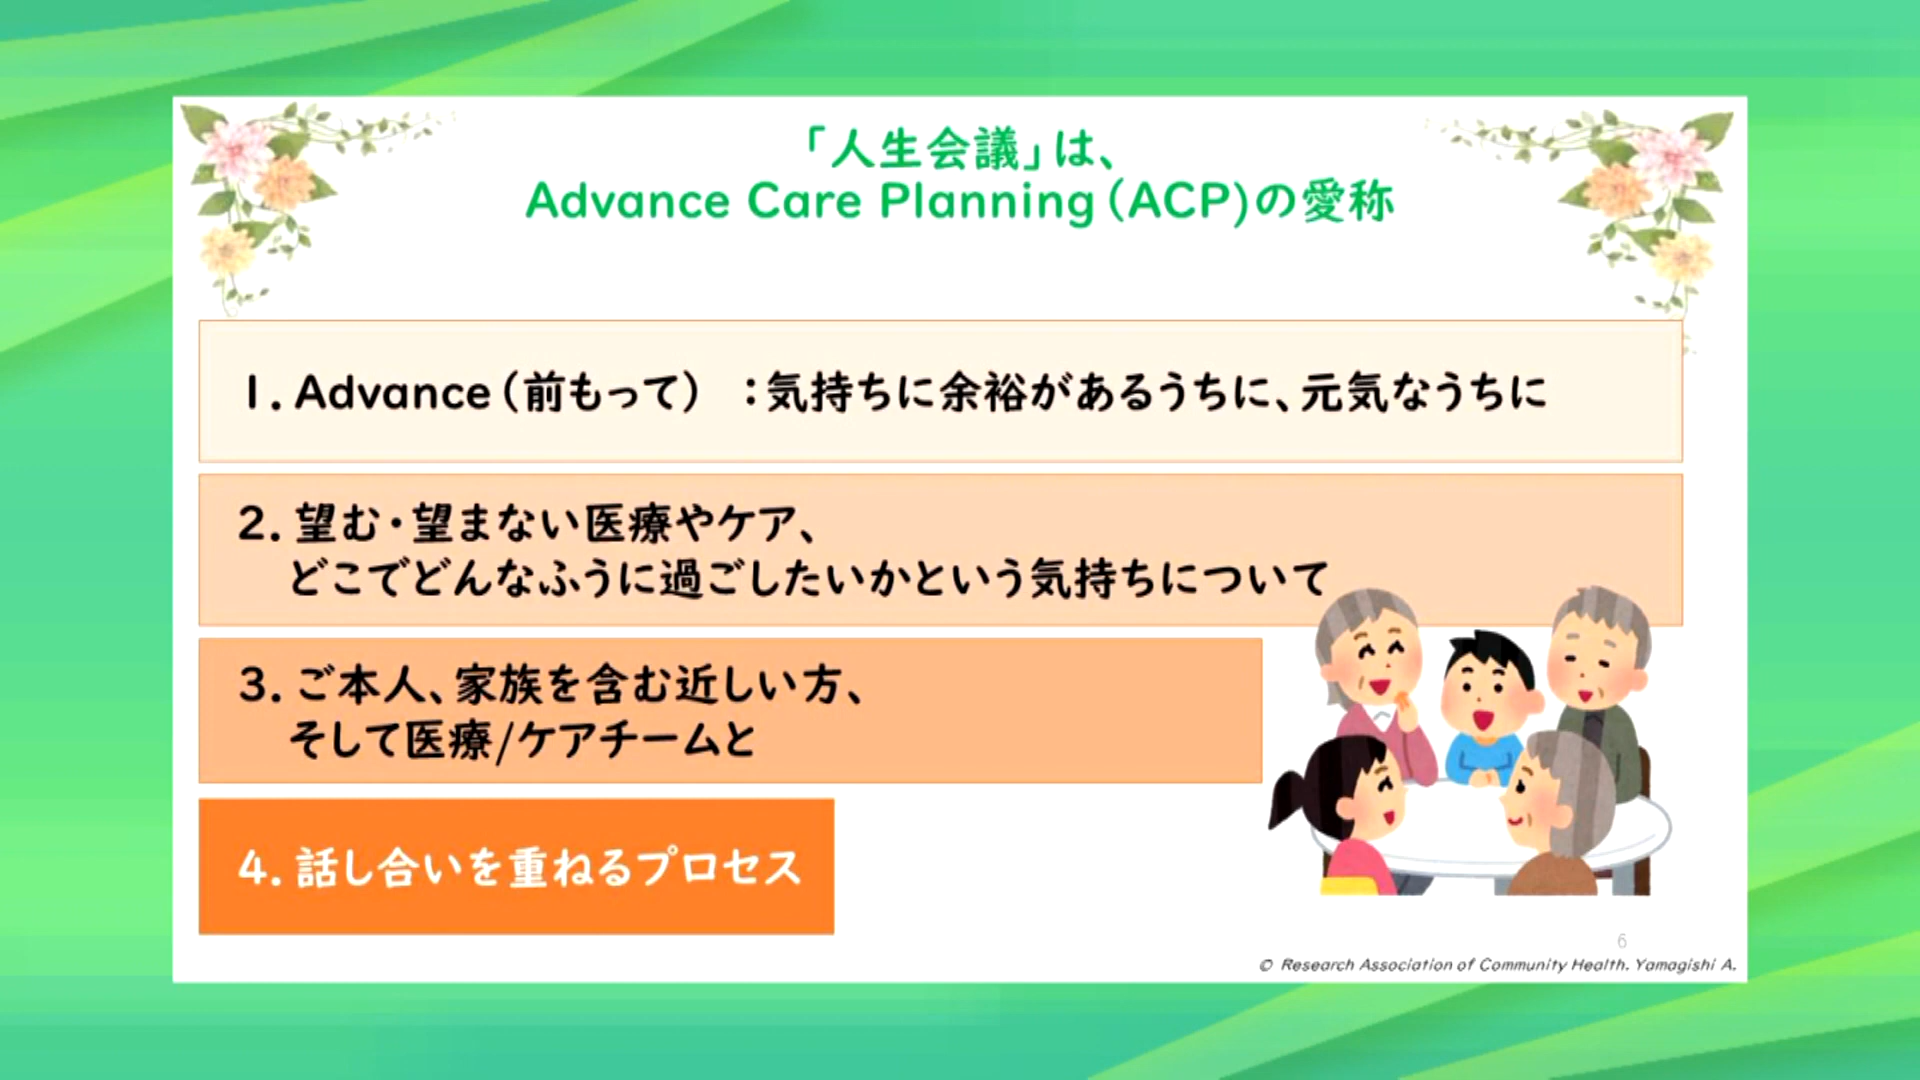 「人生会議」は、
Advance Care Planning(ACP)の愛称
1. Advance(前もって) :気持ちに余裕があるうちに、元気なうちに
2. 望む・望まない医療やケア、
どこでどんなふうに過ごしたいかという気持ちについて
3. ご本人、家族を含む近しい方、
そして医療/ケアチームと
4. 話し合いを重ねるプロセス
6
© Research Association of Community Health. Yamagishi A.